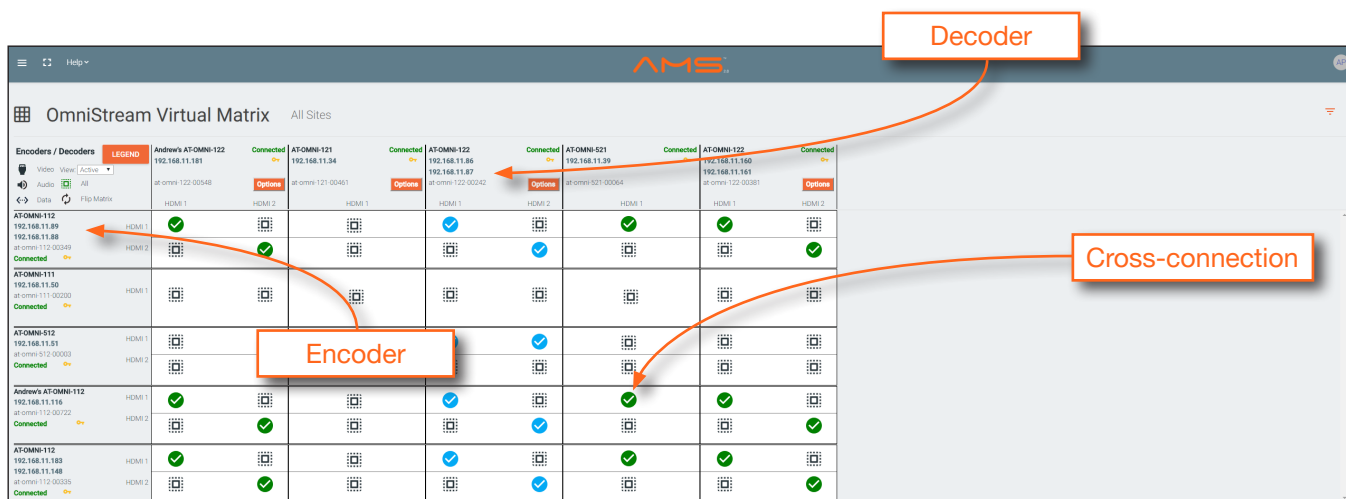 Decoder
Help
AMS
AP
OmniStream Virtual Matrix All Sites
Encoders / Decoders LEGEND
Video View: Active
Audio All
Data Flip Matrix
Andrew's AT-OMNI-122 Connected
192.168.11.181
at-omni-122-00548 Options
HDMI 1 HDMI 2
AT-OMNI-121 Connected
192.168.11.34
at-omni-121-00461 Options
HDMI 1
AT-OMNI-122 Connected
192.168.11.86
192.168.11.87
at-omni-122-00242 Options
HDMI 1 HDMI 2
AT-OMNI-521 Connected
192.168.11.39
at-omni-521-00064
HDMI 1
AT-OMNI-122 Connected
192.168.11.160
192.168.11.161
at-omni-122-00381 Options
HDMI 1 HDMI 2
AT-OMNI-112
192.168.11.89 HDMI 1
192.168.11.88
at-omni-112-00349 HDMI 2
Connected
Cross-connection
AT-OMNI-111
192.168.11.50
at-omni-111-00200 HDMI 1
Connected
AT-OMNI-512
192.168.11.51 HDMI 1
at-omni-512-00003
Connected HDMI 2
Encoder
Andrew's AT-OMNI-112
192.168.11.116 HDMI 1
at-omni-112-00722
Connected HDMI 2
AT-OMNI-112
192.168.11.183 HDMI 1
192.168.11.148
at-omni-112-00335 HDMI 2
Connected